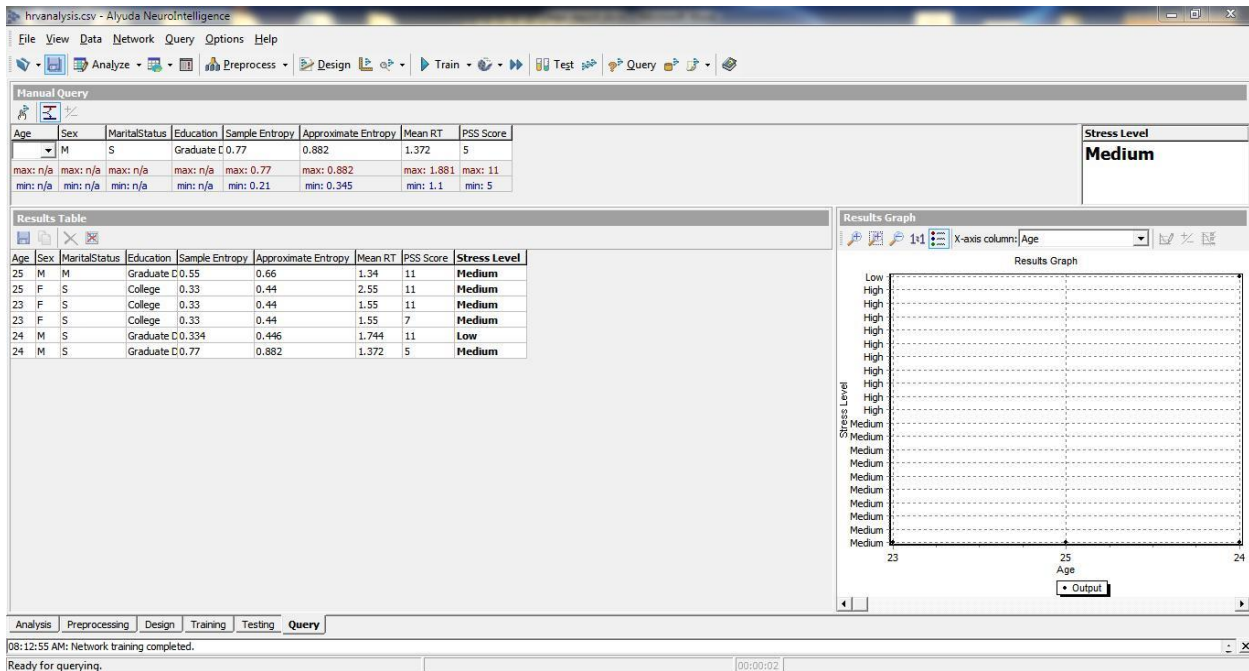 hrvanalysis.csv - Alyuda NeuroIntelligence
File View Data Network Query Options Help
Analyze Preprocess Design Train Test Query
Manual Query
Age Sex MaritalStatus Education Sample Entropy Approximate Entropy Mean RT PSS Score
M S Graduate D 0.77 0.882 1.372 5
max: n/a max: n/a max: n/a max: n/a max: 0.77 max: 0.882 max: 1.881 max: 11
min: n/a min: n/a min: n/a min: n/a min: 0.21 min: 0.345 min: 1.1 min: 5
Stress Level
Medium
Results Table
Age Sex MaritalStatus Education Sample Entropy Approximate Entropy Mean RT PSS Score Stress Level
25 M M Graduate D 0.55 0.66 1.34 11 Medium
25 F S College 0.33 0.44 2.55 11 Medium
23 F S College 0.33 0.44 1.55 11 Medium
23 F S College 0.33 0.44 1.55 7 Medium
24 M S Graduate D 0.334 0.446 1.744 11 Low
24 M S Graduate D 0.77 0.882 1.372 5 Medium
Results Graph
1:1 X-axis column: Age
Results Graph
Stress Level
Low
High
High
High
High
High
High
High
High
High
High
Medium
Medium
Medium
Medium
Medium
Medium
Medium
Medium
Medium
Medium
23 25 24
Age
Output
Analysis Preprocessing Design Training Testing Query
08:12:55 AM: Network training completed.
Ready for querying. 00:00:02